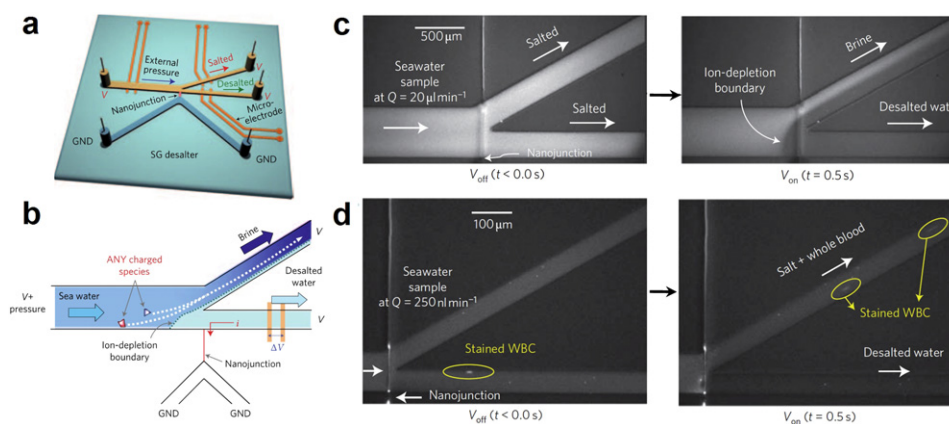 a
External
pressure
Salted
V
V
Desalted
V
Nanojunction
Micro-
electrode
GND
SG desalter
GND
b
Brine
V
ANY charged
species
Desalted
water
V+
pressure
Sea water
V
i
Ion-depletion
boundary
ΔV
Nanojunction
GND
GND
c
500 μm
Salted
Seawater
sample
at Q = 20 μl min⁻¹
Salted
Nanojunction
V_off (t < 0.0 s)
Brine
Ion-depletion
boundary
Desalted water
V_on (t = 0.5 s)
d
100 μm
Seawater
sample
at Q = 250 nl min⁻¹
Stained WBC
Nanojunction
V_off (t < 0.0 s)
Salt + whole blood
Stained WBC
Desalted water
V_on (t = 0.5 s)